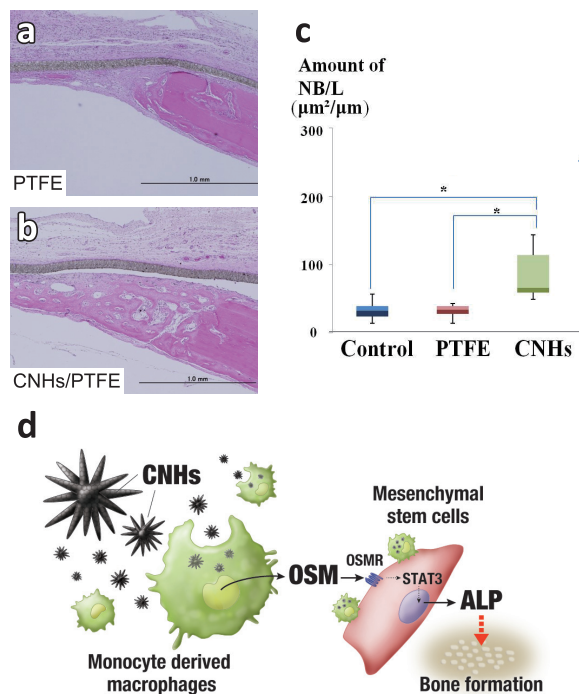 a
PTFE
1.0 mm
b
CNHs/PTFE
1.0 mm
c
Amount of
NB/L
(μm²/μm)
300
200
100
0
*
*
Control PTFE CNHs
d
CNHs
Mesenchymal
stem cells
OSM
OSMR
STAT3
ALP
Monocyte derived
macrophages
Bone formation